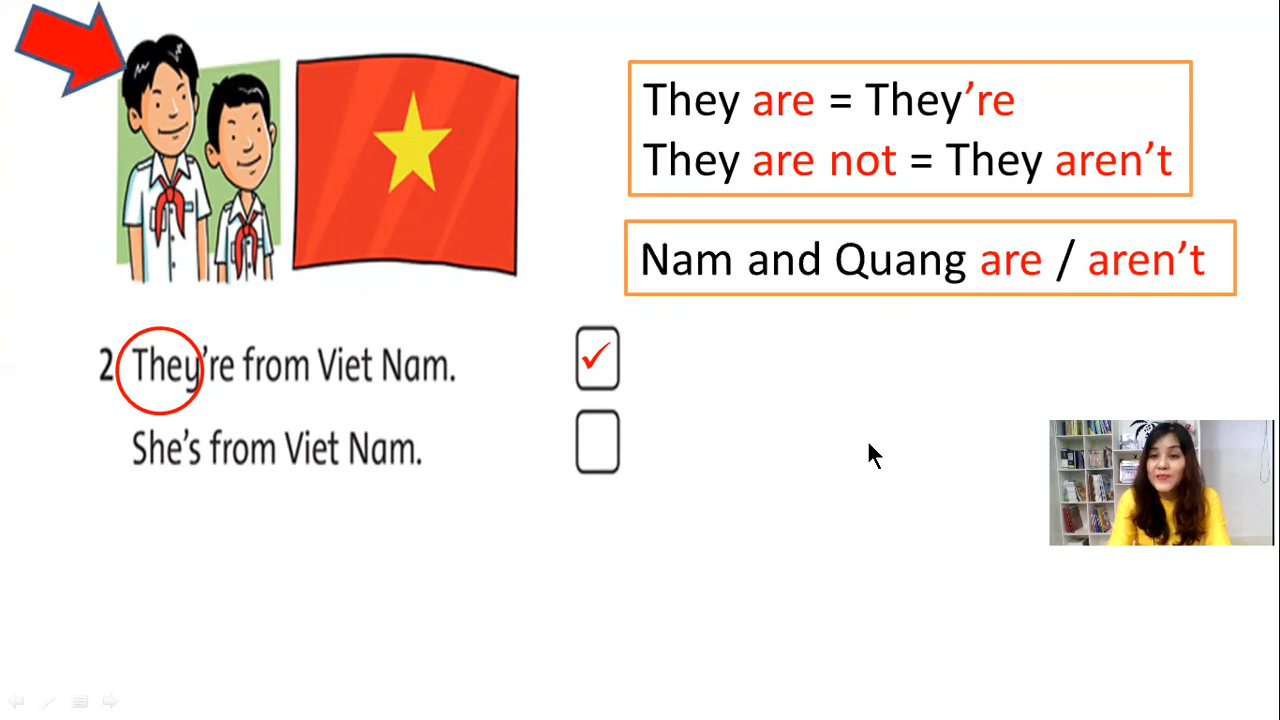 They are = They’re
They are not = They aren’t
Nam and Quang are / aren’t
2 They’re from Viet Nam.
She’s from Viet Nam.